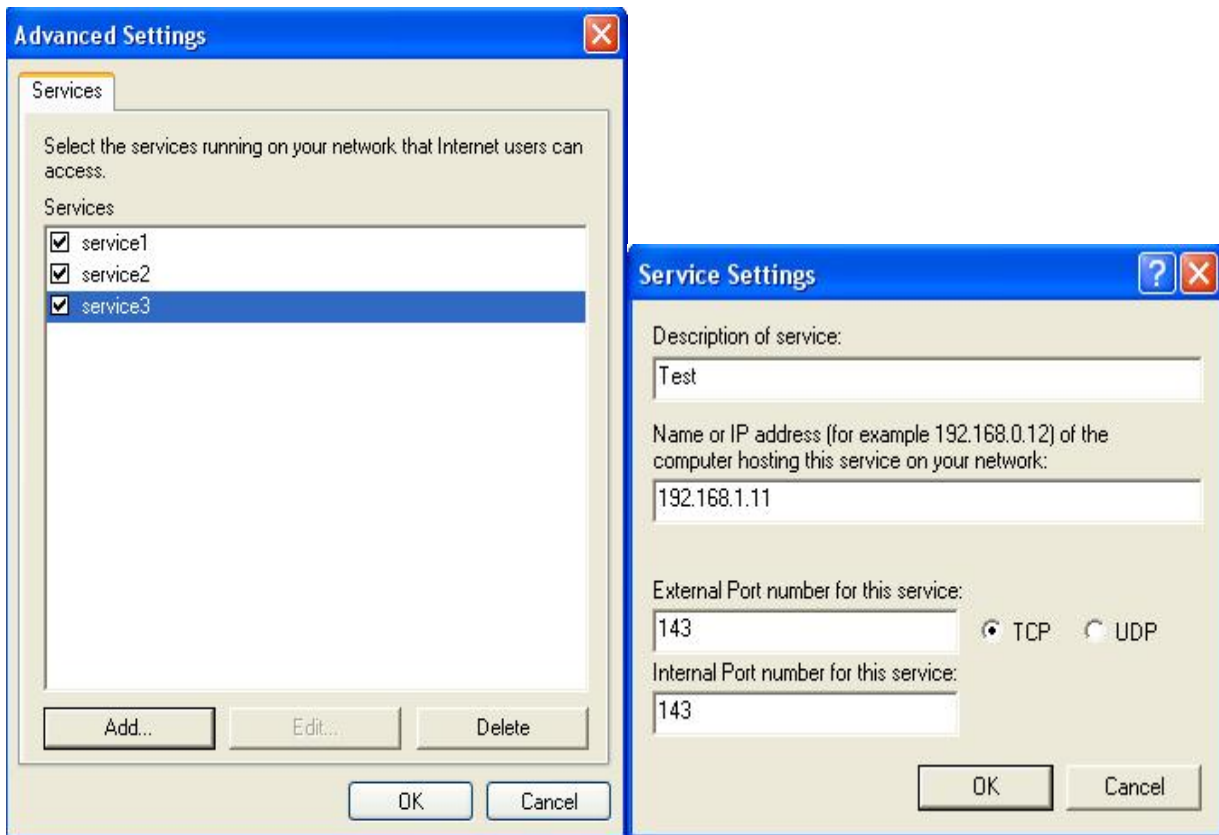 Advanced Settings
Services
Select the services running on your network that Internet users can
access.
Services
service1
service2
service3
Add...
Edit...
Delete
OK
Cancel
Service Settings
Description of service:
Test
Name or IP address (for example 192.168.0.12) of the
computer hosting this service on your network:
192.168.1.11
External Port number for this service:
143
TCP
UDP
Internal Port number for this service:
143
OK
Cancel